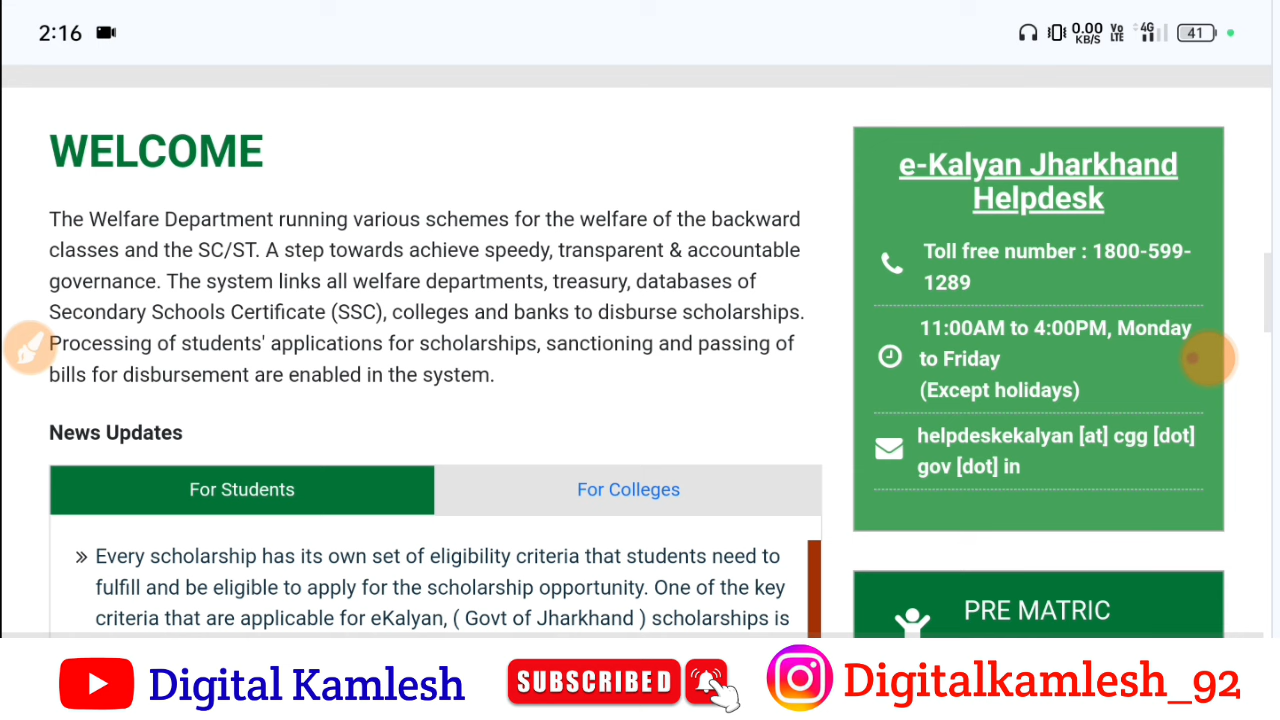 2:16
0.00 KB/S Vo LTE 4G 41
WELCOME
The Welfare Department running various schemes for the welfare of the backward
classes and the SC/ST. A step towards achieve speedy, transparent & accountable
governance. The system links all welfare departments, treasury, databases of
Secondary Schools Certificate (SSC), colleges and banks to disburse scholarships.
Processing of students' applications for scholarships, sanctioning and passing of
bills for disbursement are enabled in the system.
News Updates
For Students
For Colleges
» Every scholarship has its own set of eligibility criteria that students need to
fulfill and be eligible to apply for the scholarship opportunity. One of the key
criteria that are applicable for eKalyan, ( Govt of Jharkhand ) scholarships is
e-Kalyan Jharkhand
Helpdesk
Toll free number : 1800-599-
1289
11:00AM to 4:00PM, Monday
to Friday
(Except holidays)
helpdeskekalyan [at] cgg [dot]
gov [dot] in
PRE MATRIC
Digital Kamlesh
SUBSCRIBED
Digitalkamlesh_92